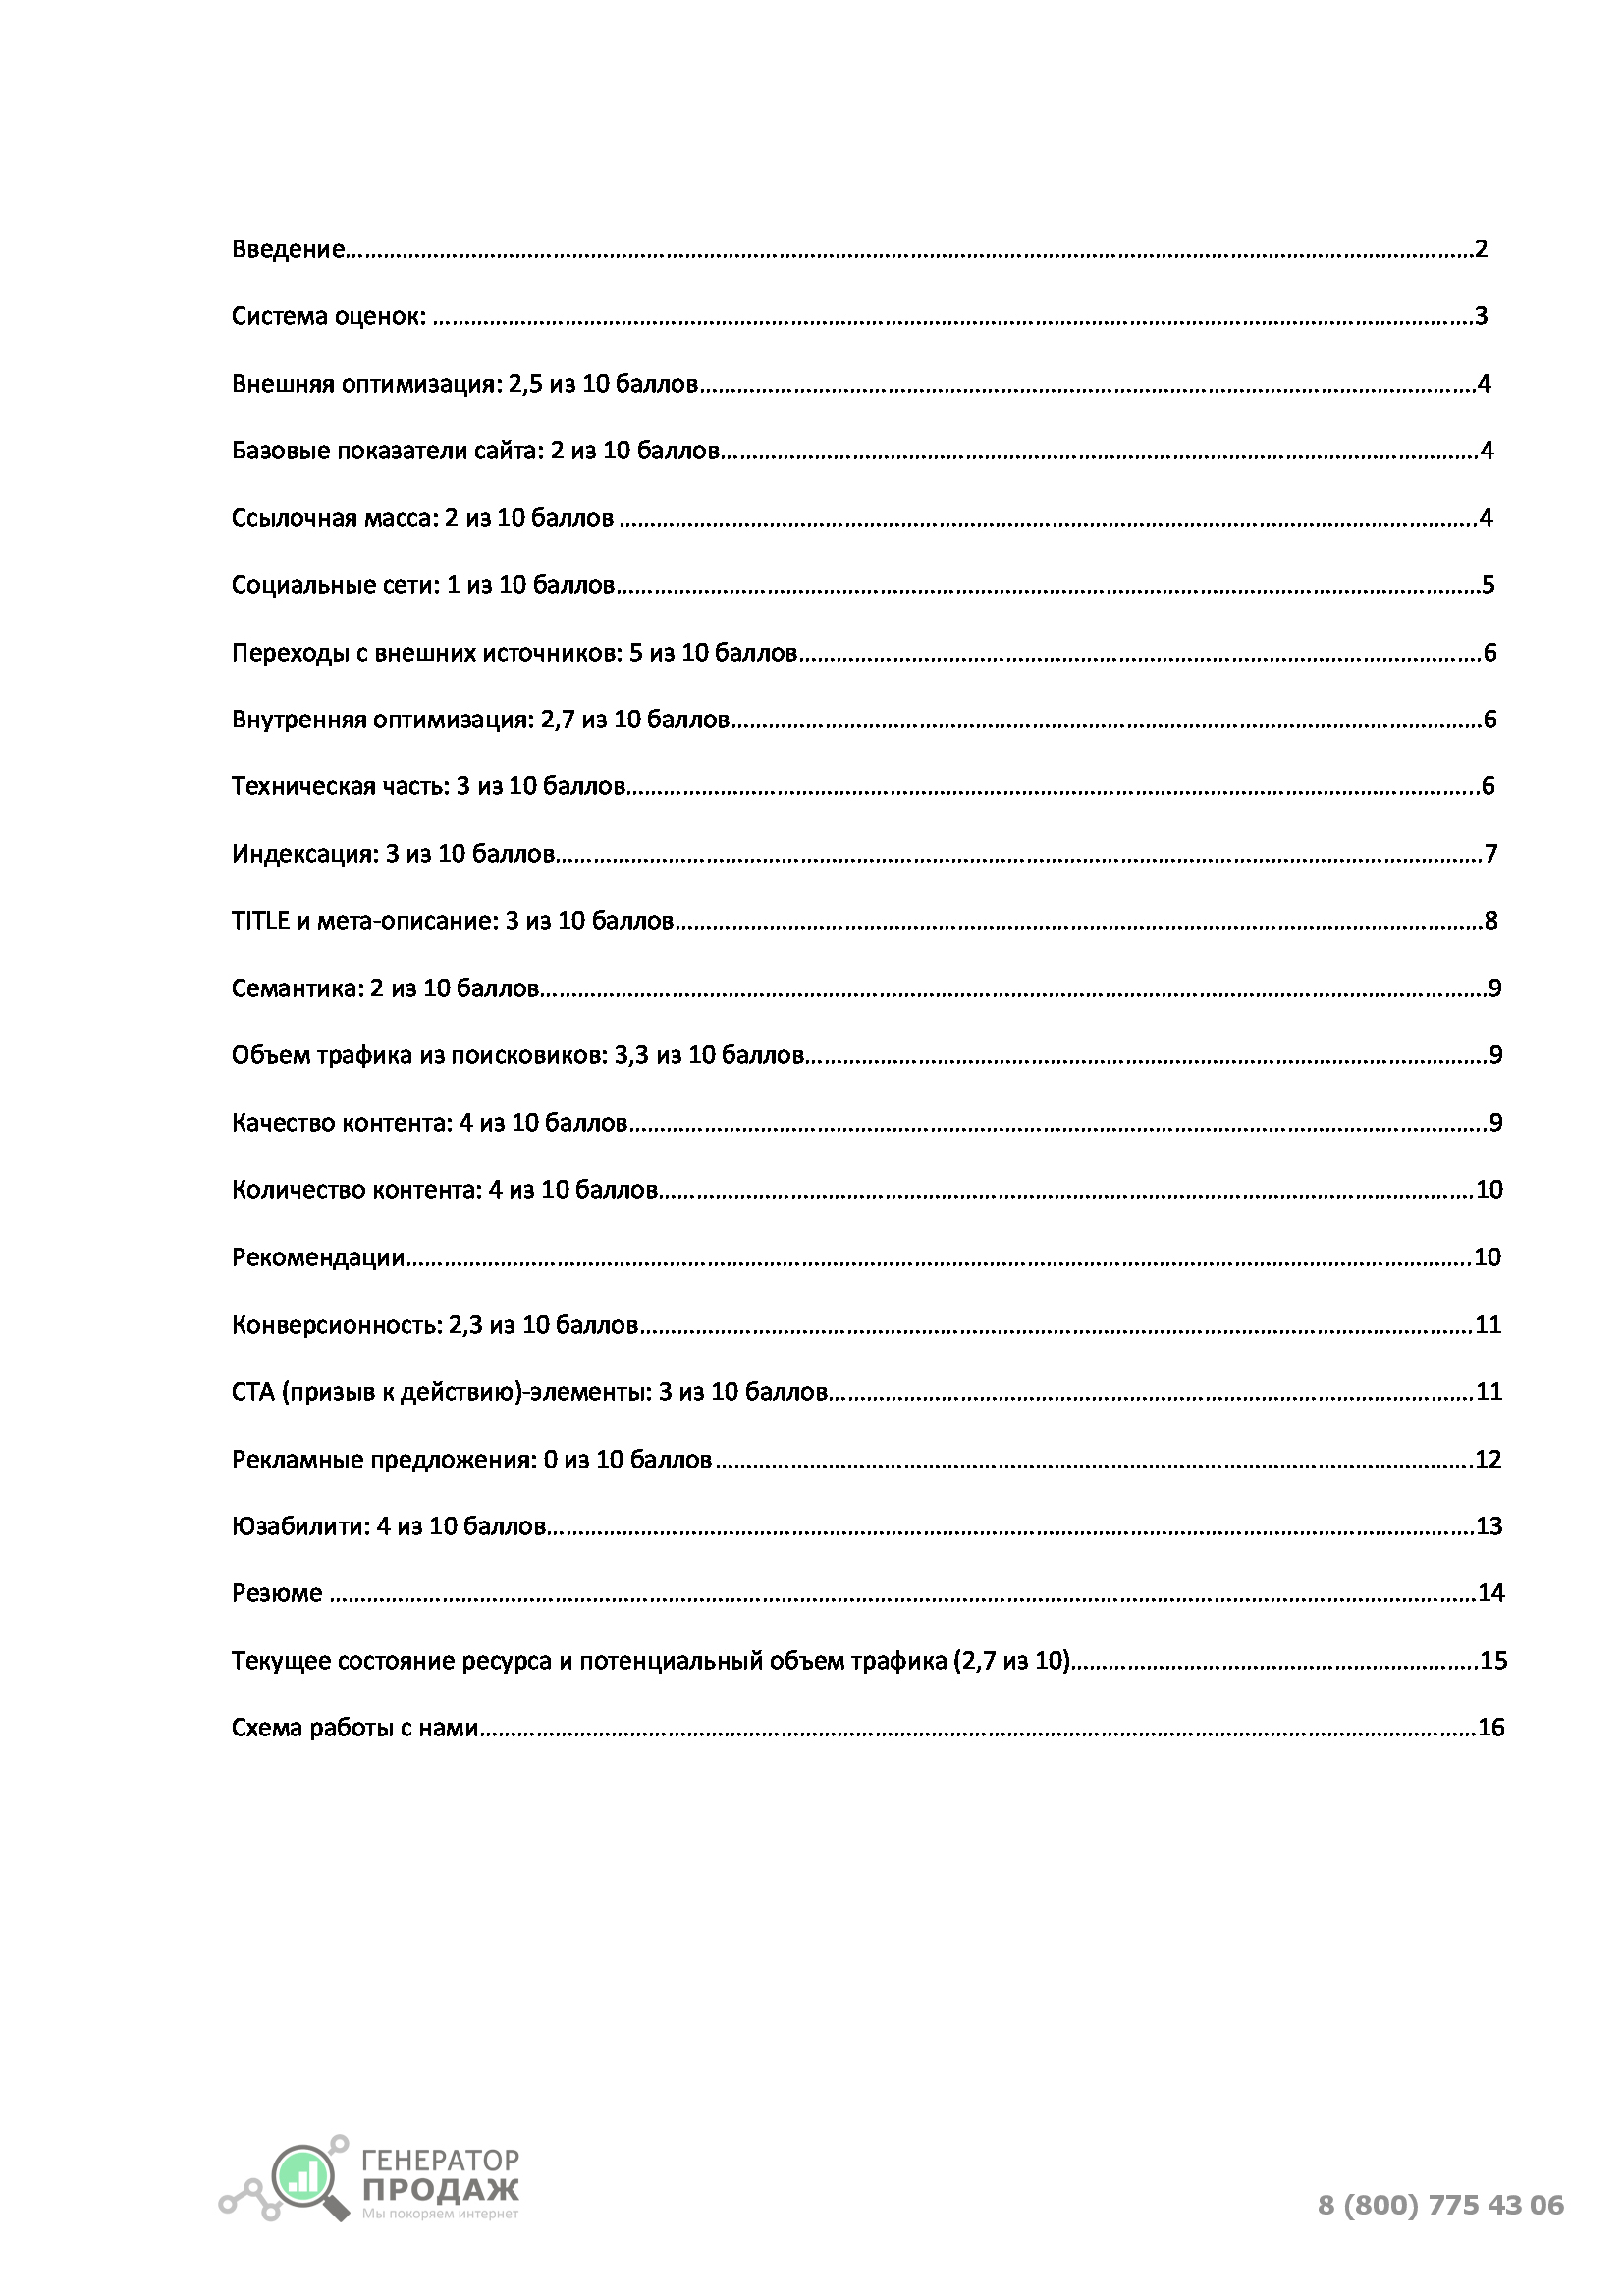 Введение........................................2
Система оценок: ........................................3
Внешняя оптимизация: 2,5 из 10 баллов........................................4
Базовые показатели сайта: 2 из 10 баллов........................................4
Ссылочная масса: 2 из 10 баллов ........................................4
Социальные сети: 1 из 10 баллов........................................5
Переходы с внешних источников: 5 из 10 баллов........................................6
Внутренняя оптимизация: 2,7 из 10 баллов........................................6
Техническая часть: 3 из 10 баллов........................................6
Индексация: 3 из 10 баллов........................................7
TITLE и мета-описание: 3 из 10 баллов........................................8
Семантика: 2 из 10 баллов........................................9
Объем трафика из поисковиков: 3,3 из 10 баллов........................................9
Качество контента: 4 из 10 баллов........................................9
Количество контента: 4 из 10 баллов........................................10
Рекомендации........................................10
Конверсионность: 2,3 из 10 баллов........................................11
СТА (призыв к действию)-элементы: 3 из 10 баллов........................................11
Рекламные предложения: 0 из 10 баллов........................................12
Юзабилити: 4 из 10 баллов........................................13
Резюме ........................................14
Текущее состояние ресурса и потенциальный объем трафика (2,7 из 10)........................................15
Схема работы с нами........................................16
ГЕНЕРАТОР
ПРОДАЖ
Мы покоряем интернет
8 (800) 775 43 06